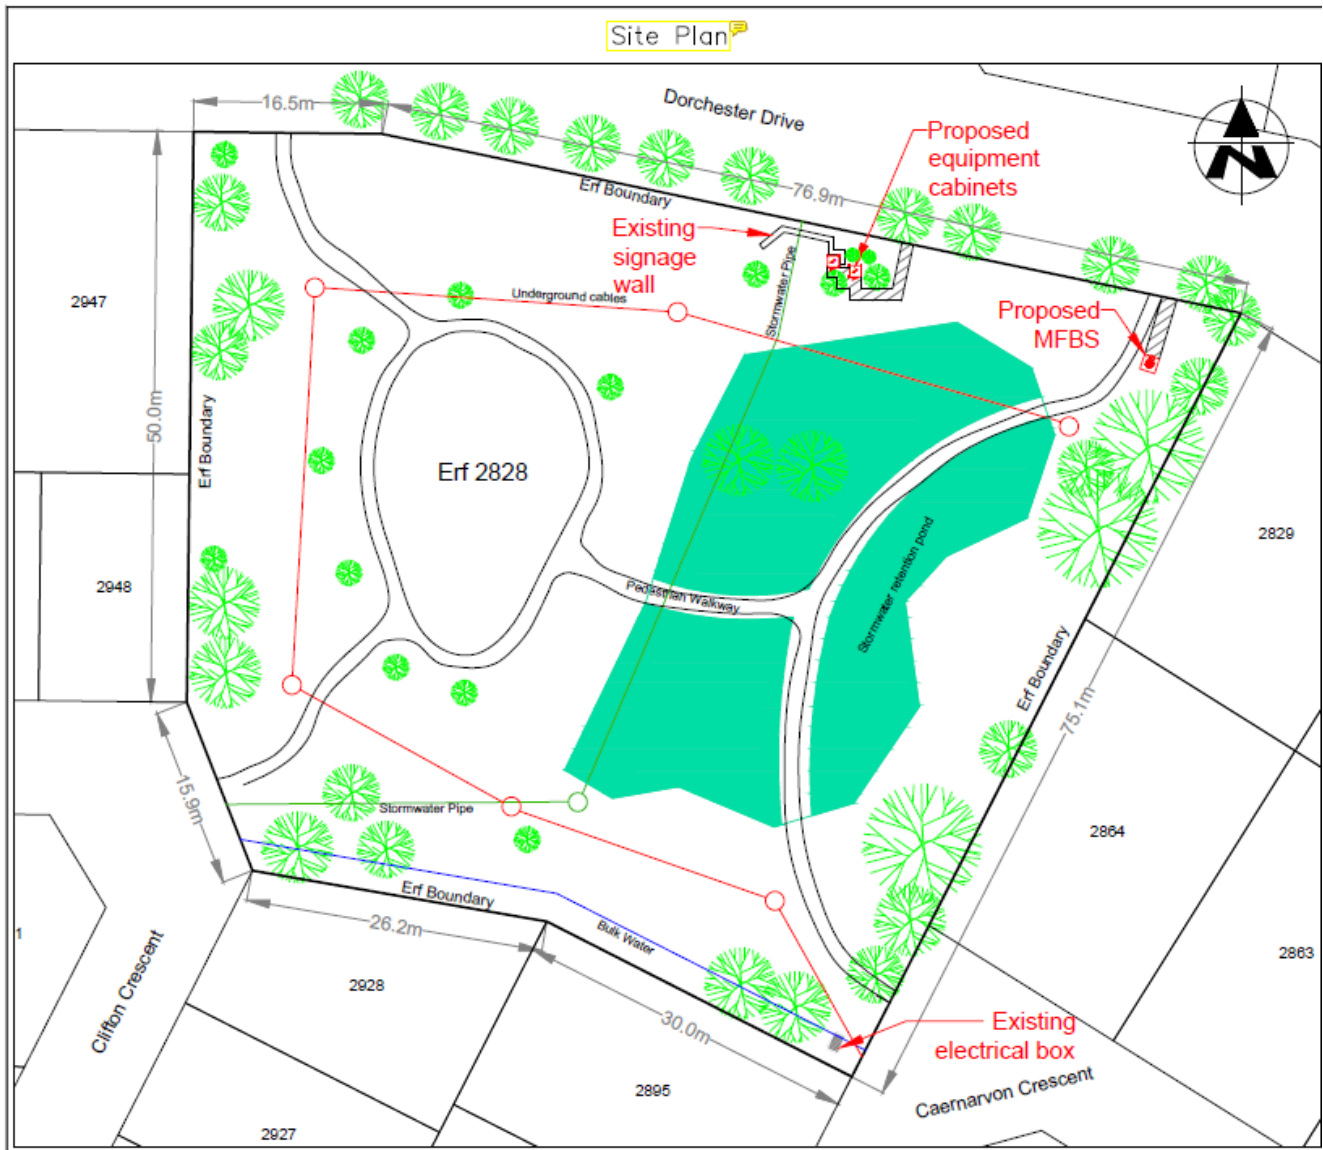 Site Plan
16.5m
Dorchester Drive
76.9m
Erf Boundary
Proposed
equipment
cabinets
N
Existing
signage
wall
2947
Underground cables
Stormwater Pipe
Proposed
MFBS
50.0m
Erf Boundary
Erf 2828
2829
Stormwater retention pond
2948
Pedestrian Walkway
Erf Boundary
75.1m
15.9m
Stormwater Pipe
2864
Erf Boundary
26.2m
Bulk Water
1
2863
Clifton Crescent
2928
30.0m
Existing
electrical box
2895
Caernarvon Crescent
2927